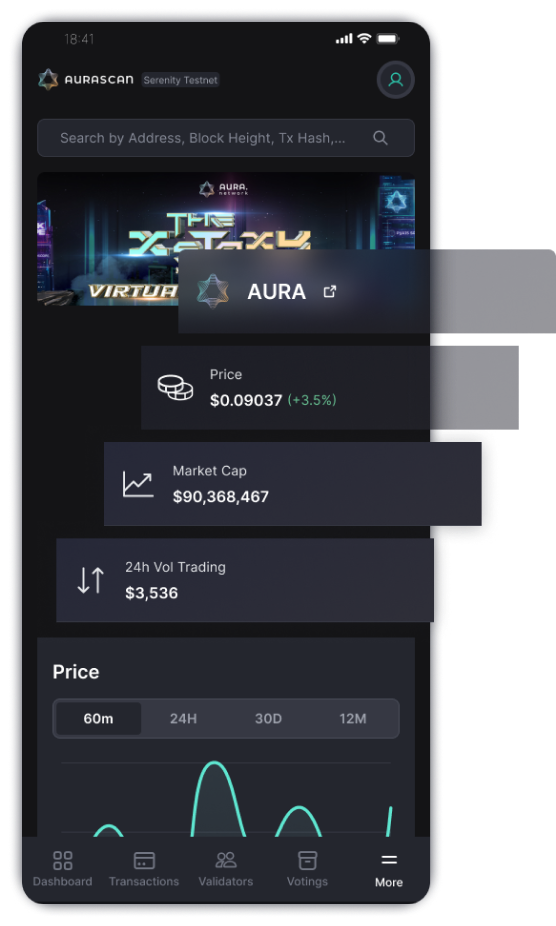 18:41
AURASCAN Serenity Testnet
Search by Address, Block Height, Tx Hash,...
AURA.
network
THE
VIRTUA
AURA
Price
$0.09037 (+3.5%)
Market Cap
$90,368,467
24h Vol Trading
$3,536
Price
60m 24H 30D 12M
Dashboard Transactions Validators Votings More